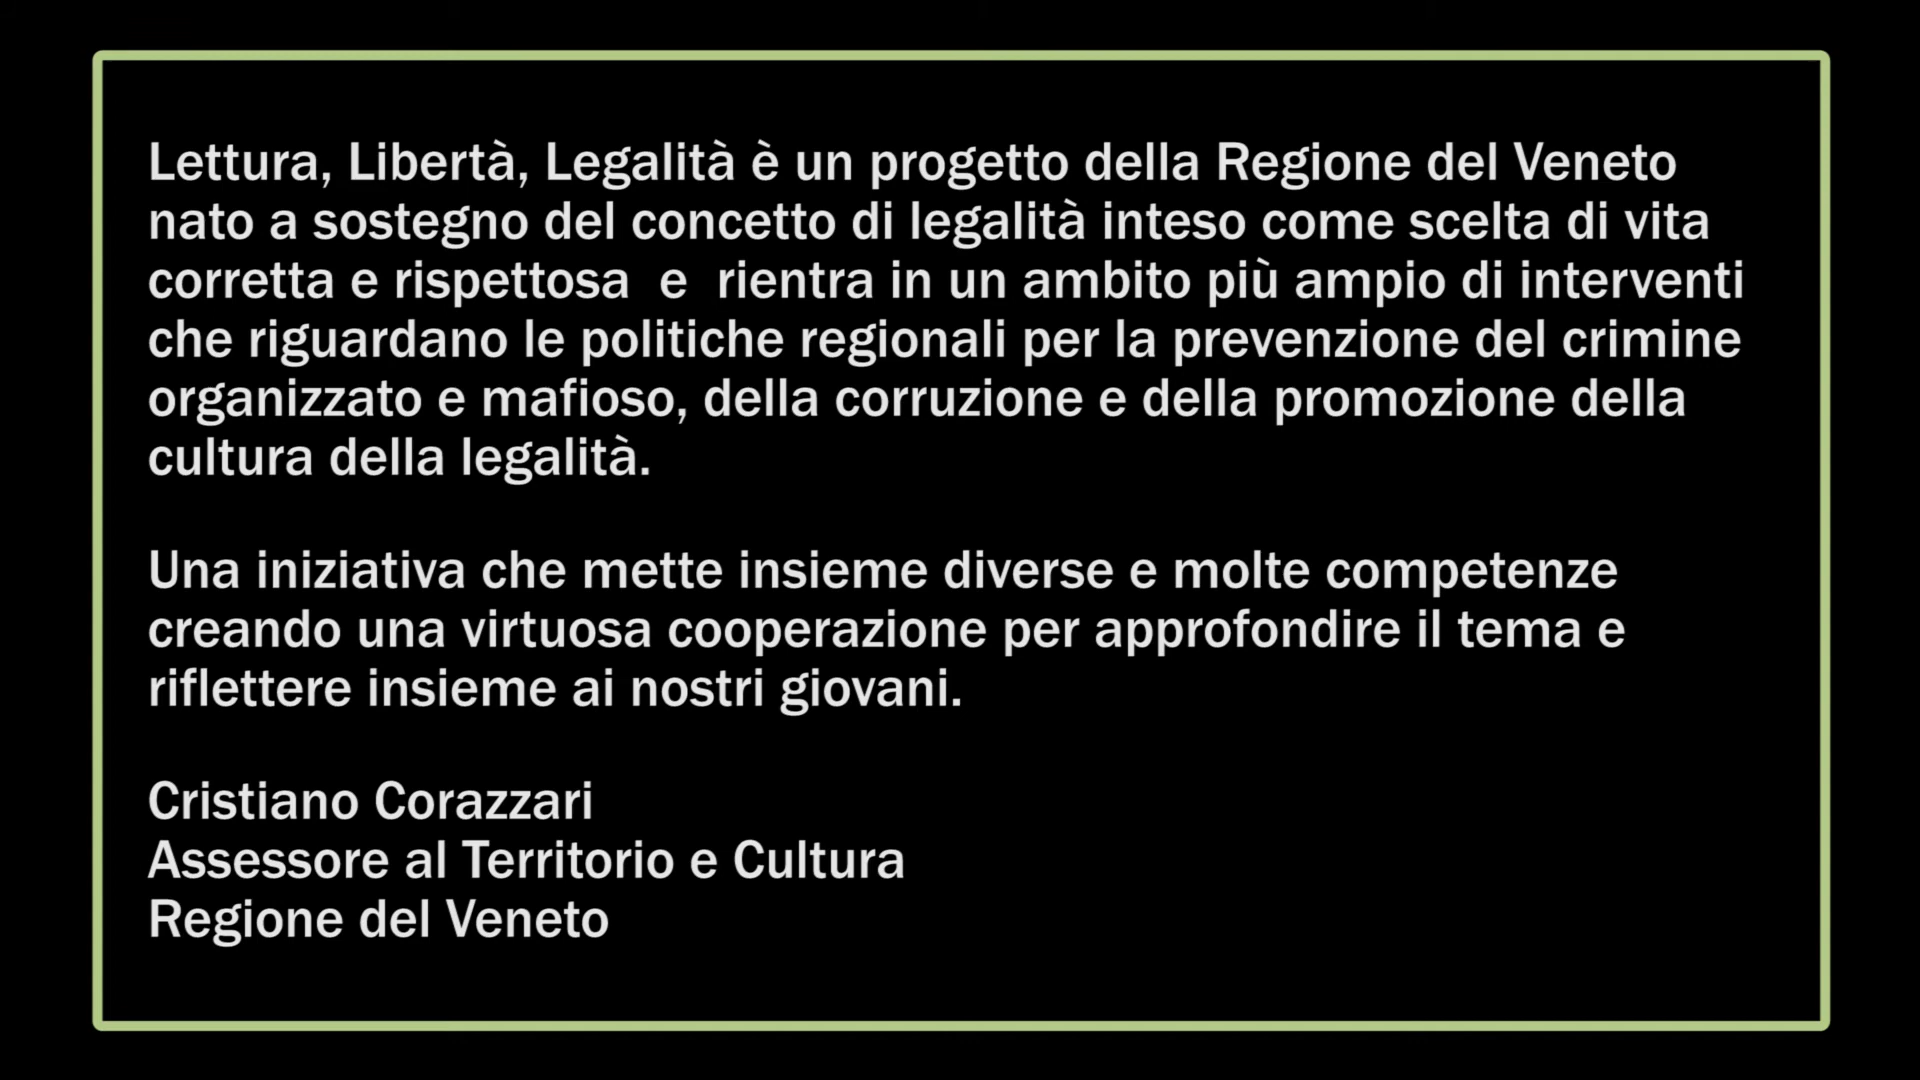 Lettura, Libertà, Legalità è un progetto della Regione del Veneto
nato a sostegno del concetto di legalità inteso come scelta di vita
corretta e rispettosa  e  rientra in un ambito più ampio di interventi
che riguardano le politiche regionali per la prevenzione del crimine
organizzato e mafioso, della corruzione e della promozione della
cultura della legalità.
Una iniziativa che mette insieme diverse e molte competenze
creando una virtuosa cooperazione per approfondire il tema e
riflettere insieme ai nostri giovani.
Cristiano Corazzari
Assessore al Territorio e Cultura
Regione del Veneto